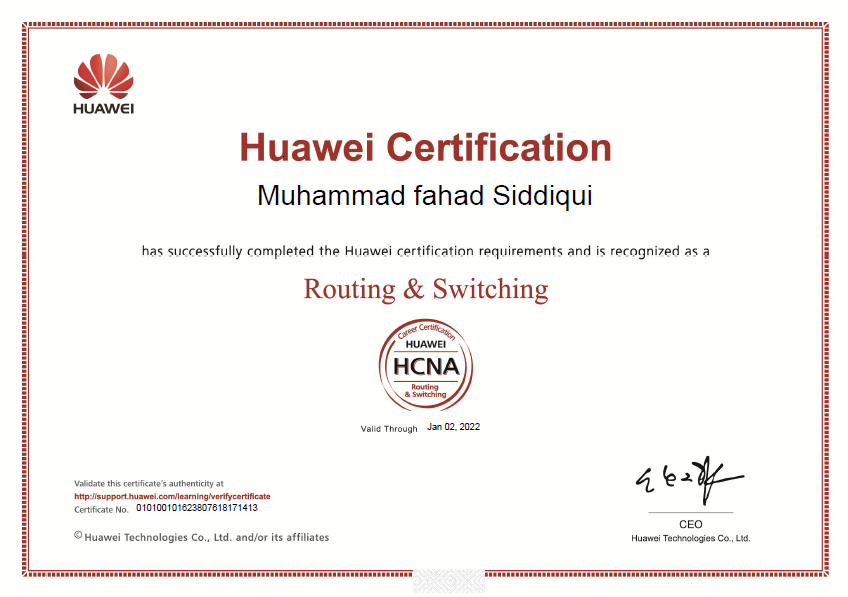 HUAWEI
Huawei Certification
Muhammad fahad Siddiqui
has successfully completed the Huawei certification requirements and is recognized as a
Routing & Switching
Career Certification
HUAWEI
HCNA
Routing
& Switching
Valid Through Jan 02, 2022
Validate this certificate's authenticity at
http://support.huawei.com/learning/verifycertificate
Certificate No. 010100101623807618171413
© Huawei Technologies Co., Ltd. and/or its affiliates
CEO
Huawei Technologies Co., Ltd.